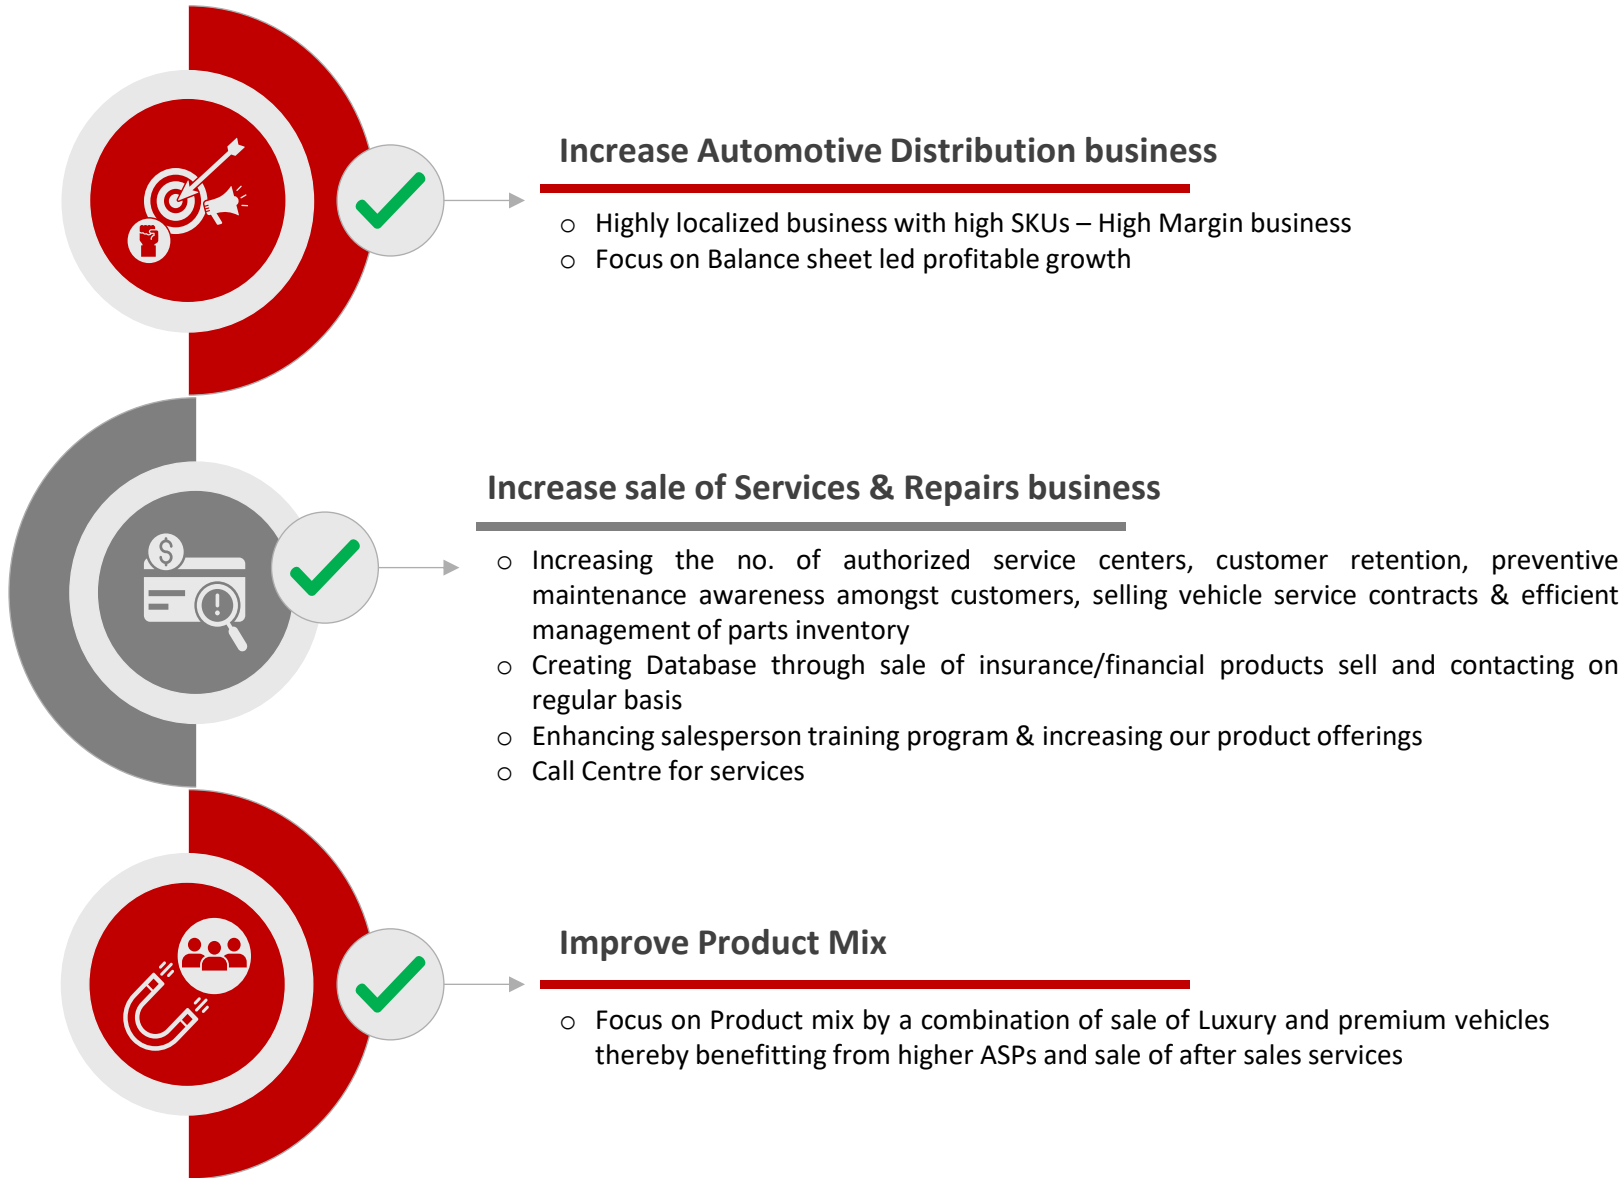 Increase Automotive Distribution business
o Highly localized business with high SKUs – High Margin business
o Focus on Balance sheet led profitable growth
Increase sale of Services & Repairs business
$
o Increasing the no. of authorized service centers, customer retention, preventive
maintenance awareness amongst customers, selling vehicle service contracts & efficient
management of parts inventory
o Creating Database through sale of insurance/financial products sell and contacting on
regular basis
o Enhancing salesperson training program & increasing our product offerings
o Call Centre for services
Improve Product Mix
o Focus on Product mix by a combination of sale of Luxury and premium vehicles
thereby benefitting from higher ASPs and sale of after sales services